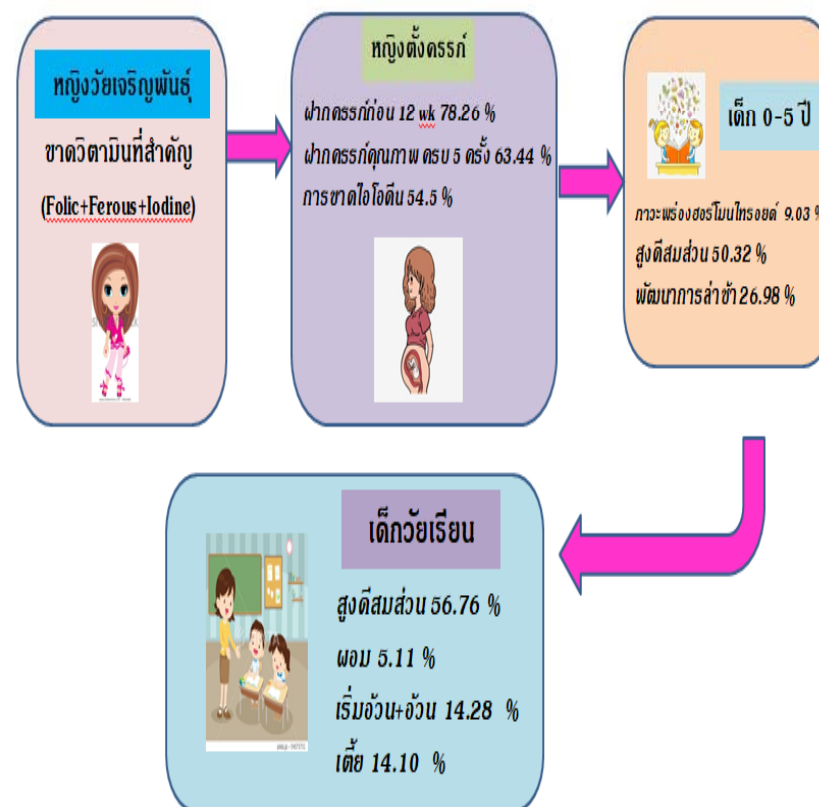 หญิงวัยเจริญพันธุ์
ขาดวิตามินที่สำคัญ
(Folic+Ferous+Iodine)
หญิงตั้งครรภ์
ฝากครรภ์ก่อน 12 wk 78.26 %
ฝากครรภ์คุณภาพ ครบ 5 ครั้ง 63.44 %
การขาดไอโอดีน 54.5 %
เด็ก 0-5 ปี
ภาวะพร่องฮอร์โมนไทรอยด์ 9.03 %
สูงดีสมส่วน 50.32 %
พัฒนาการล่าช้า 26.98 %
เด็กวัยเรียน
สูงดีสมส่วน 56.76 %
ผอม 5.11 %
เริ่มอ้วน+อ้วน 14.28 %
เตี้ย 14.10 %